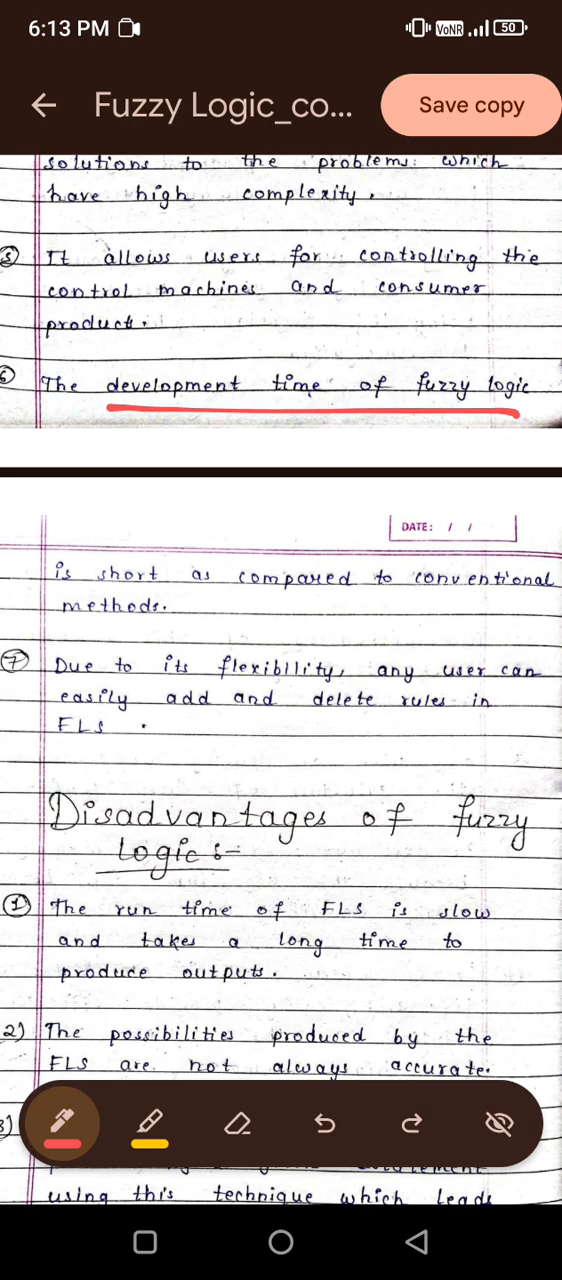 6:13 PM
VoNR 50
Fuzzy Logic_co...
Save copy
solutions to the problems. which
have high complexity.
5 It allows users for controlling the
control machines and consumer
product.
6 The development time of fuzzy logic
DATE: / /
is short as compared to conventional
methods.
7 Due to its flexibility, any user can
easily add and delete rules in
FLS.
Disadvantages of fuzzy
Logic :-
1 The run time of FLS is slow
and takes a long time to
produce outputs.
2) The possibilities produced by the
FLS are not always accurate.
3)
using this technique which leads